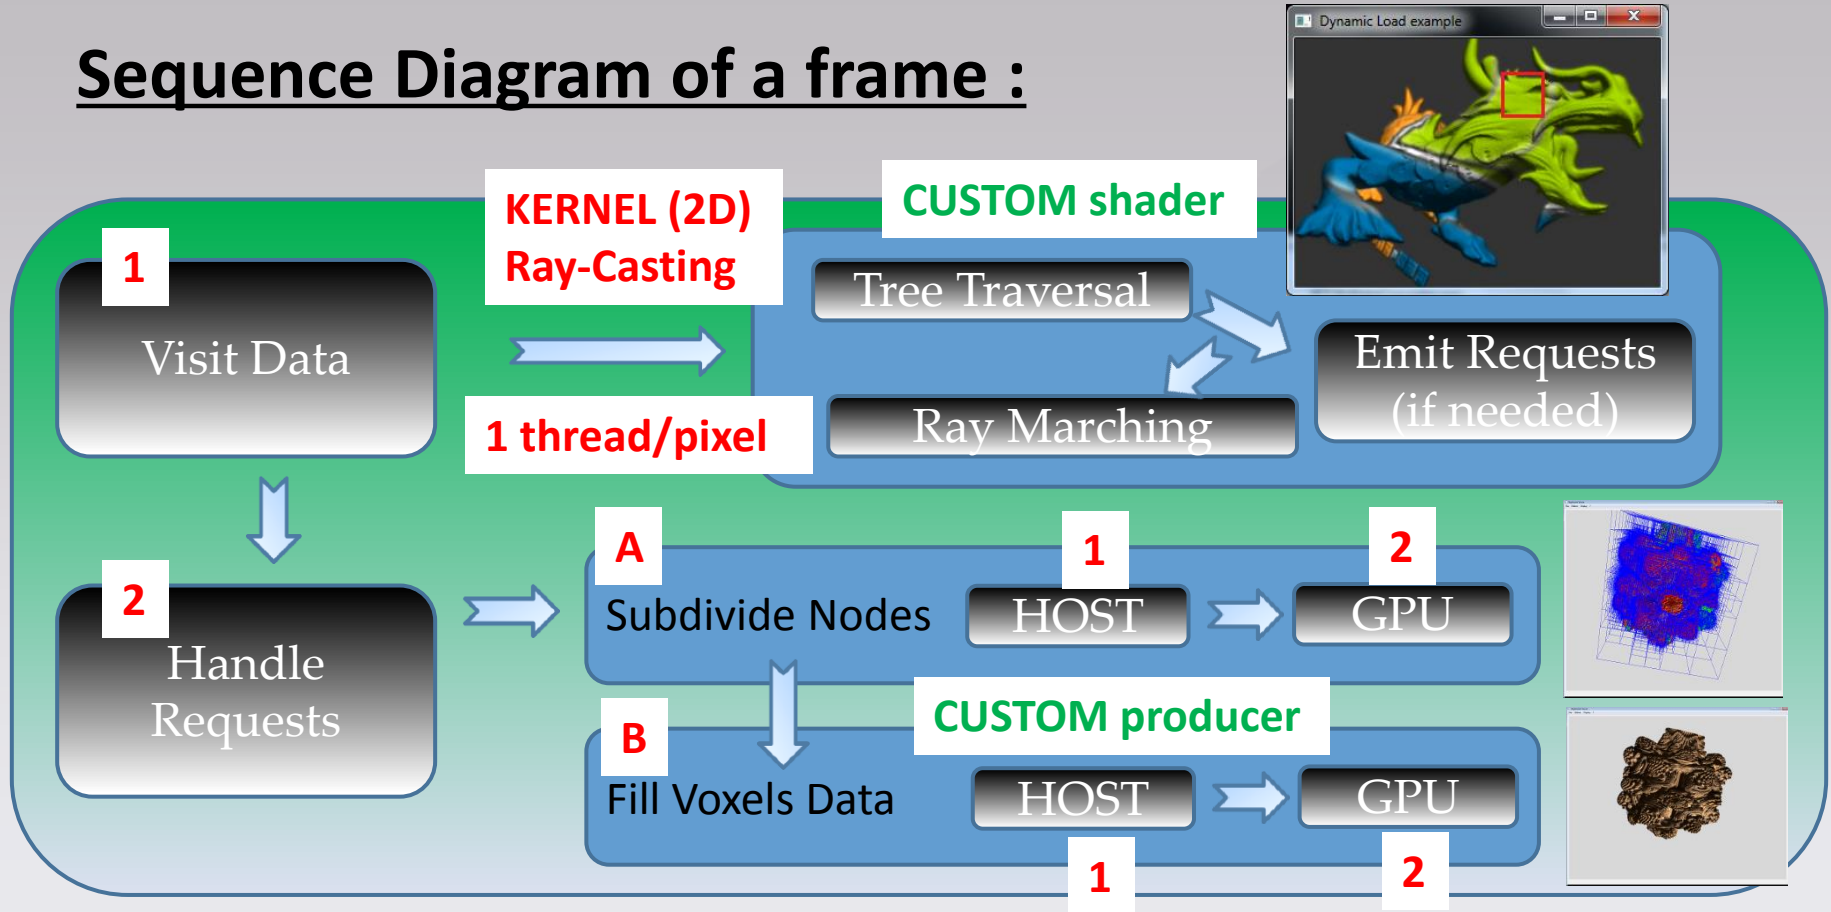 Sequence Diagram of a frame :
Dynamic Load example
KERNEL (2D)
Ray-Casting
CUSTOM shader
1
Visit Data
Tree Traversal
Emit Requests
(if needed)
Ray Marching
1 thread/pixel
2
Handle
Requests
A
Subdivide Nodes
1
HOST
2
GPU
B
Fill Voxels Data
CUSTOM producer
HOST
1
GPU
2